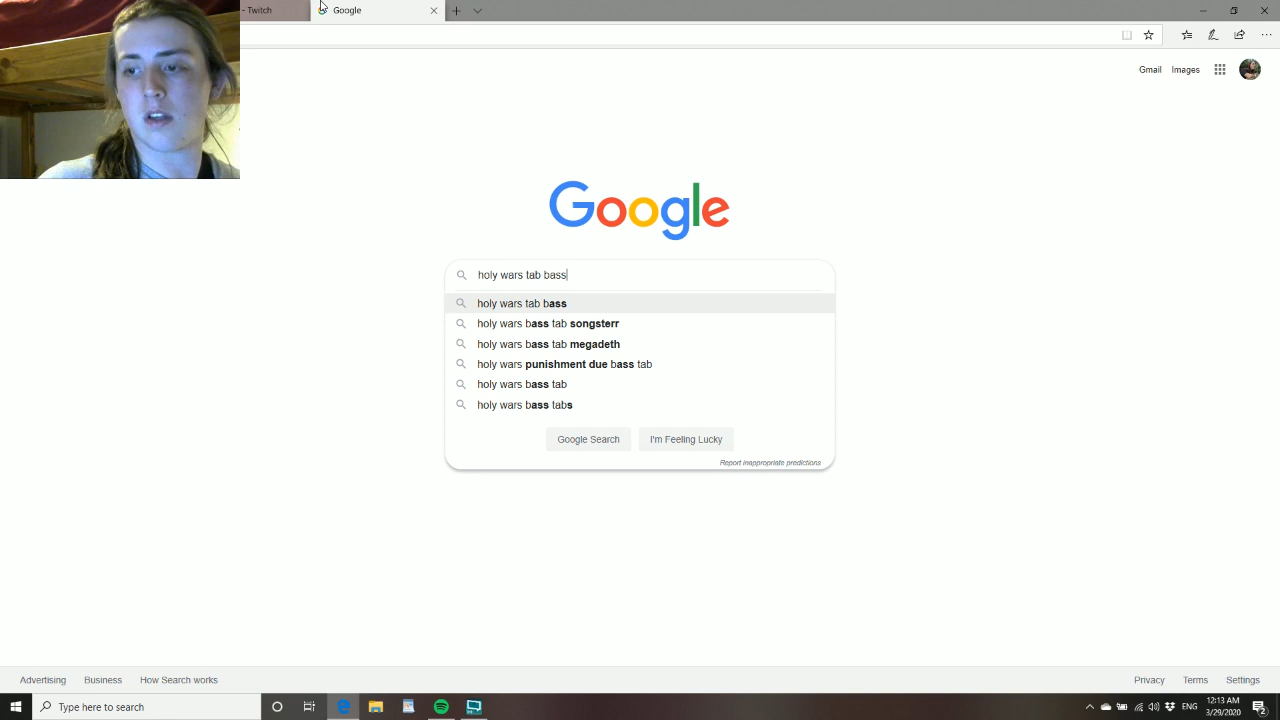 - Twitch
Google
Gmail
Images
Google
holy wars tab bass
holy wars tab bass
holy wars bass tab songsterr
holy wars bass tab megadeth
holy wars punishment due bass tab
holy wars bass tab
holy wars bass tabs
Google Search
I'm Feeling Lucky
Report inappropriate predictions
Advertising
Business
How Search works
Privacy
Terms
Settings
Type here to search
ENG
12:13 AM
3/29/2020
2